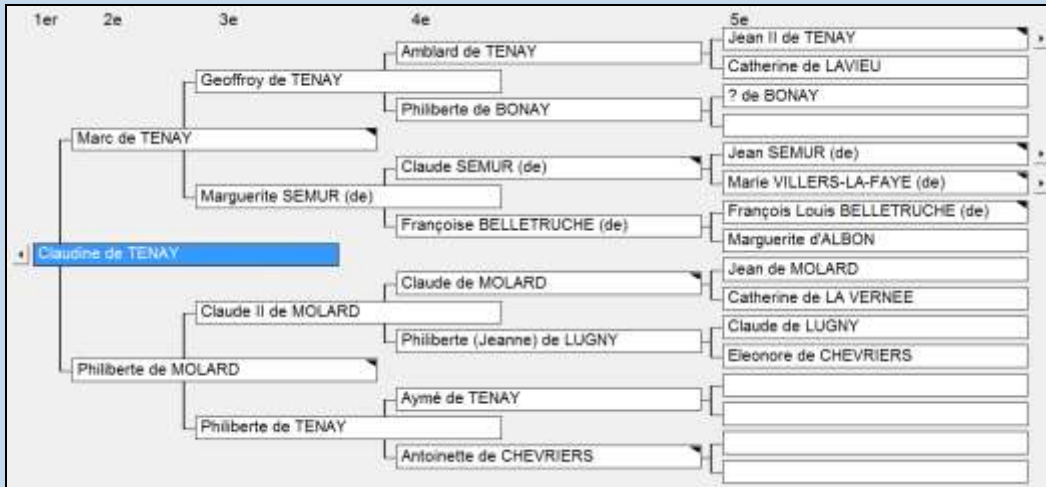 1er 2e 3e 4e 5e
Jean II de TENAY
Amblard de TENAY
Catherine de LAVIEU
Geoffroy de TENAY
? de BONAY
Philiberte de BONAY
Marc de TENAY
Jean SEMUR (de)
Claude SEMUR (de)
Marie VILLERS-LA-FAYE (de)
Marguerite SEMUR (de)
François Louis BELLETRUCHE (de)
Françoise BELLETRUCHE (de)
Marguerite d'ALBON
Claudine de TENAY
Jean de MOLARD
Claude de MOLARD
Catherine de LA VERNEE
Claude II de MOLARD
Claude de LUGNY
Philiberte (Jeanne) de LUGNY
Eleonore de CHEVRIERS
Philiberte de MOLARD
Aymé de TENAY
Philiberte de TENAY
Antoinette de CHEVRIERS